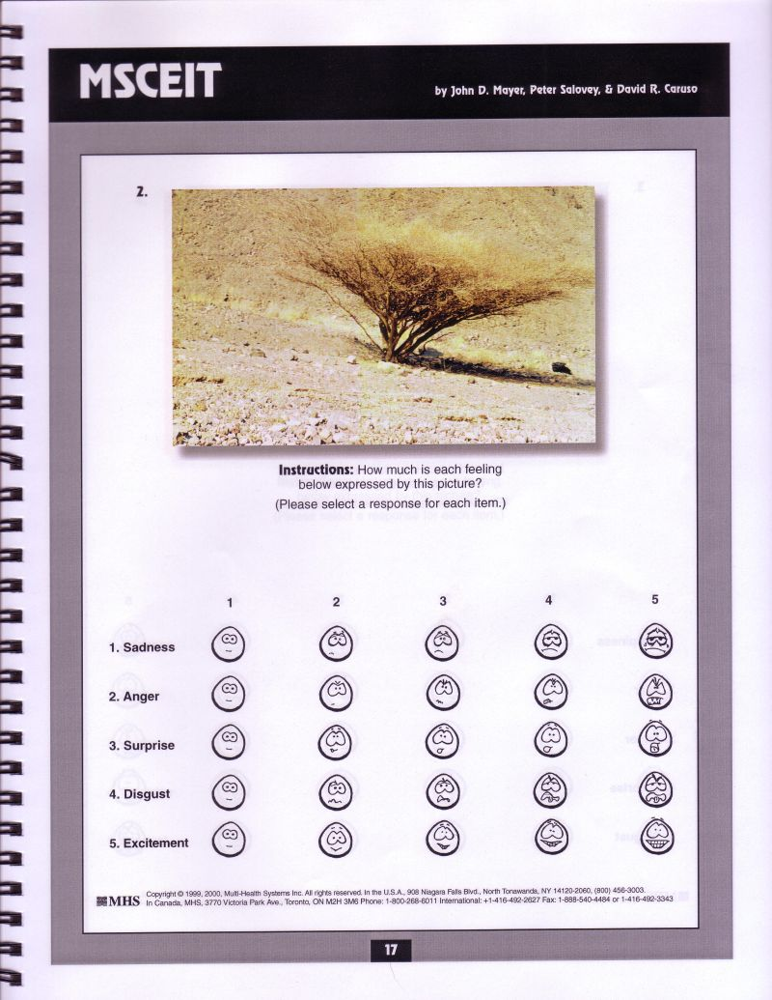 MSCEIT
by John D. Mayer, Peter Salovey, & David R. Caruso
2.
Instructions: How much is each feeling
below expressed by this picture?
(Please select a response for each item.)
1 2 3 4 5
1. Sadness
2. Anger
3. Surprise
4. Disgust
5. Excitement
MHS
Copyright © 1999, 2000, Multi-Health Systems Inc. All rights reserved. In the U.S.A., 908 Niagara Falls Blvd., North Tonawanda, NY 14120-2060, (800) 456-3003.
In Canada, MHS, 3770 Victoria Park Ave., Toronto, ON M2H 3M6 Phone: 1-800-268-6011 International: +1-416-492-2627 Fax: 1-888-540-4484 or 1-416-492-3343
17